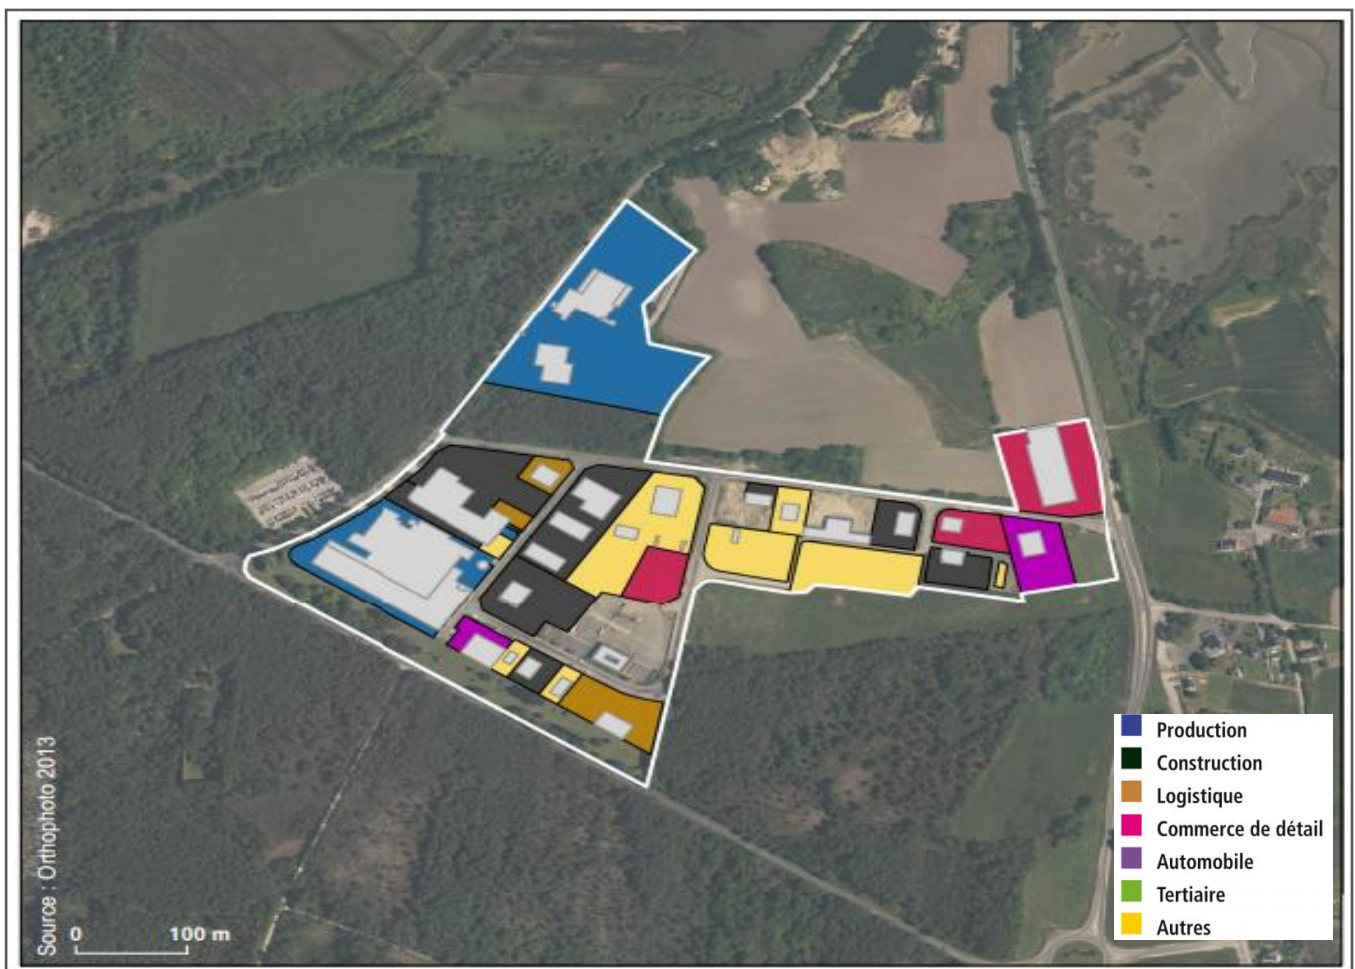 Production
Construction
Logistique
Commerce de détail
Automobile
Tertiaire
Autres
Source : Orthophoto 2013
0 100 m